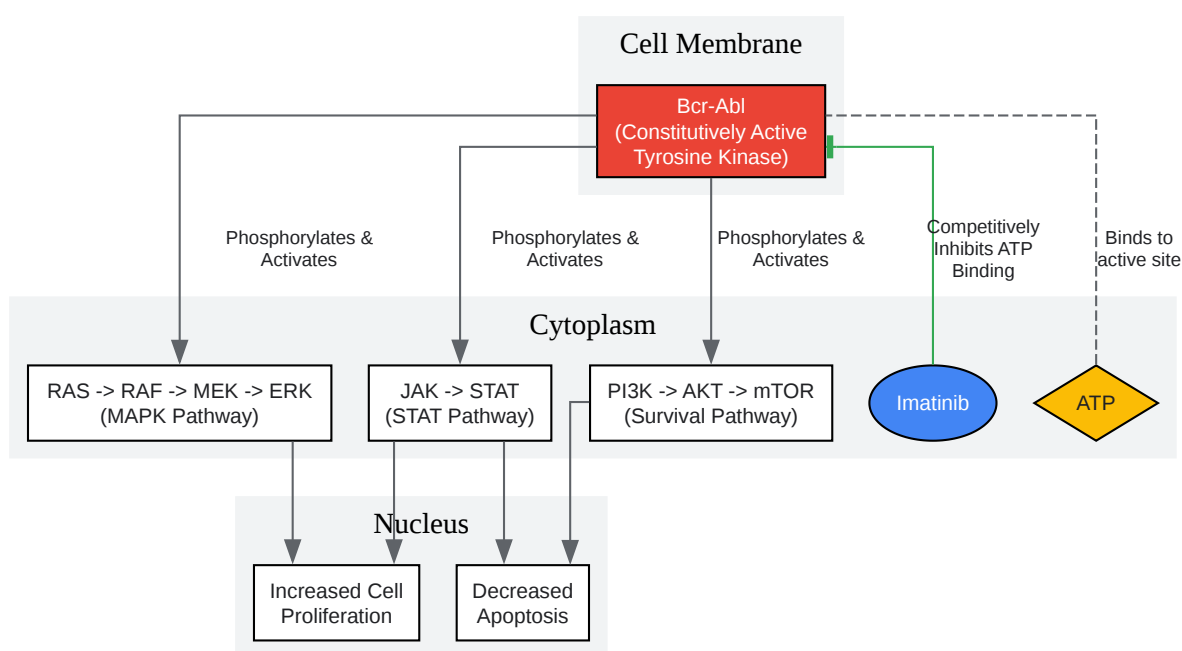 Cell Membrane
Bcr-Abl
(Constitutively Active
Tyrosine Kinase)
Phosphorylates &
Activates
Phosphorylates &
Activates
Phosphorylates &
Activates
Competitively
Inhibits ATP
Binding
Binds to
active site
Cytoplasm
RAS -> RAF -> MEK -> ERK
(MAPK Pathway)
JAK -> STAT
(STAT Pathway)
PI3K -> AKT -> mTOR
(Survival Pathway)
Imatinib
ATP
Nucleus
Increased Cell
Proliferation
Decreased
Apoptosis